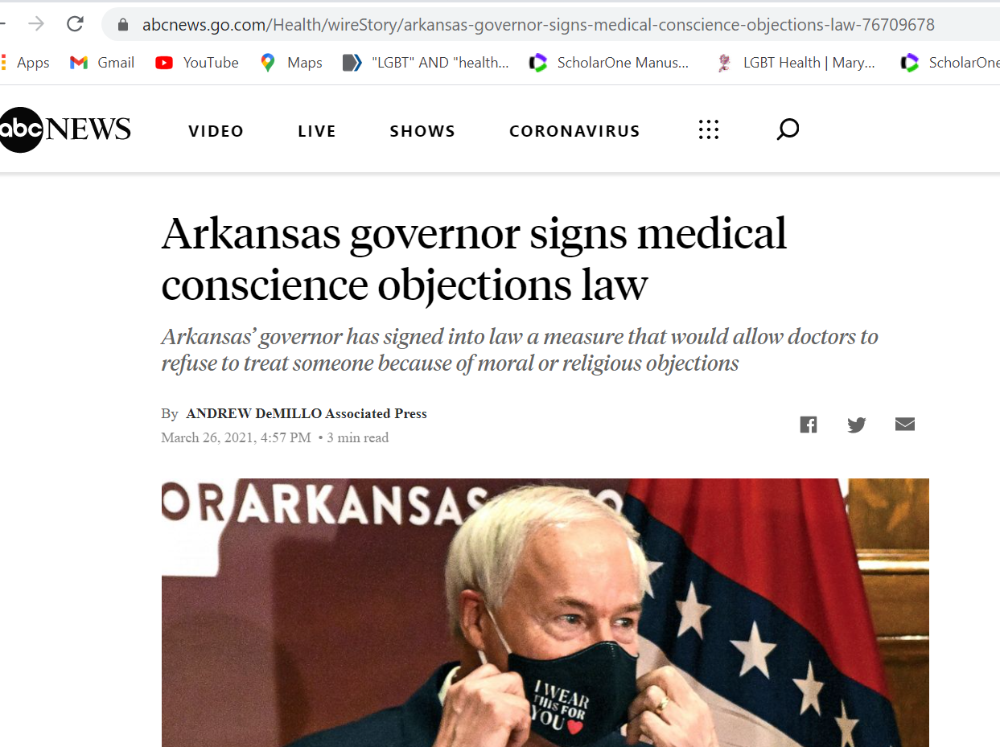 abcnews.go.com/Health/wireStory/arkansas-governor-signs-medical-conscience-objections-law-76709678
Apps Gmail YouTube Maps "LGBT" AND "health... ScholarOne Manus... LGBT Health | Mary... ScholarOne
abc NEWS VIDEO LIVE SHOWS CORONAVIRUS
Arkansas governor signs medical
conscience objections law
Arkansas’ governor has signed into law a measure that would allow doctors to
refuse to treat someone because of moral or religious objections
By ANDREW DeMILLO Associated Press
March 26, 2021, 4:57 PM • 3 min read
OR ARKANSAS
I WEAR
THIS FOR
YOU